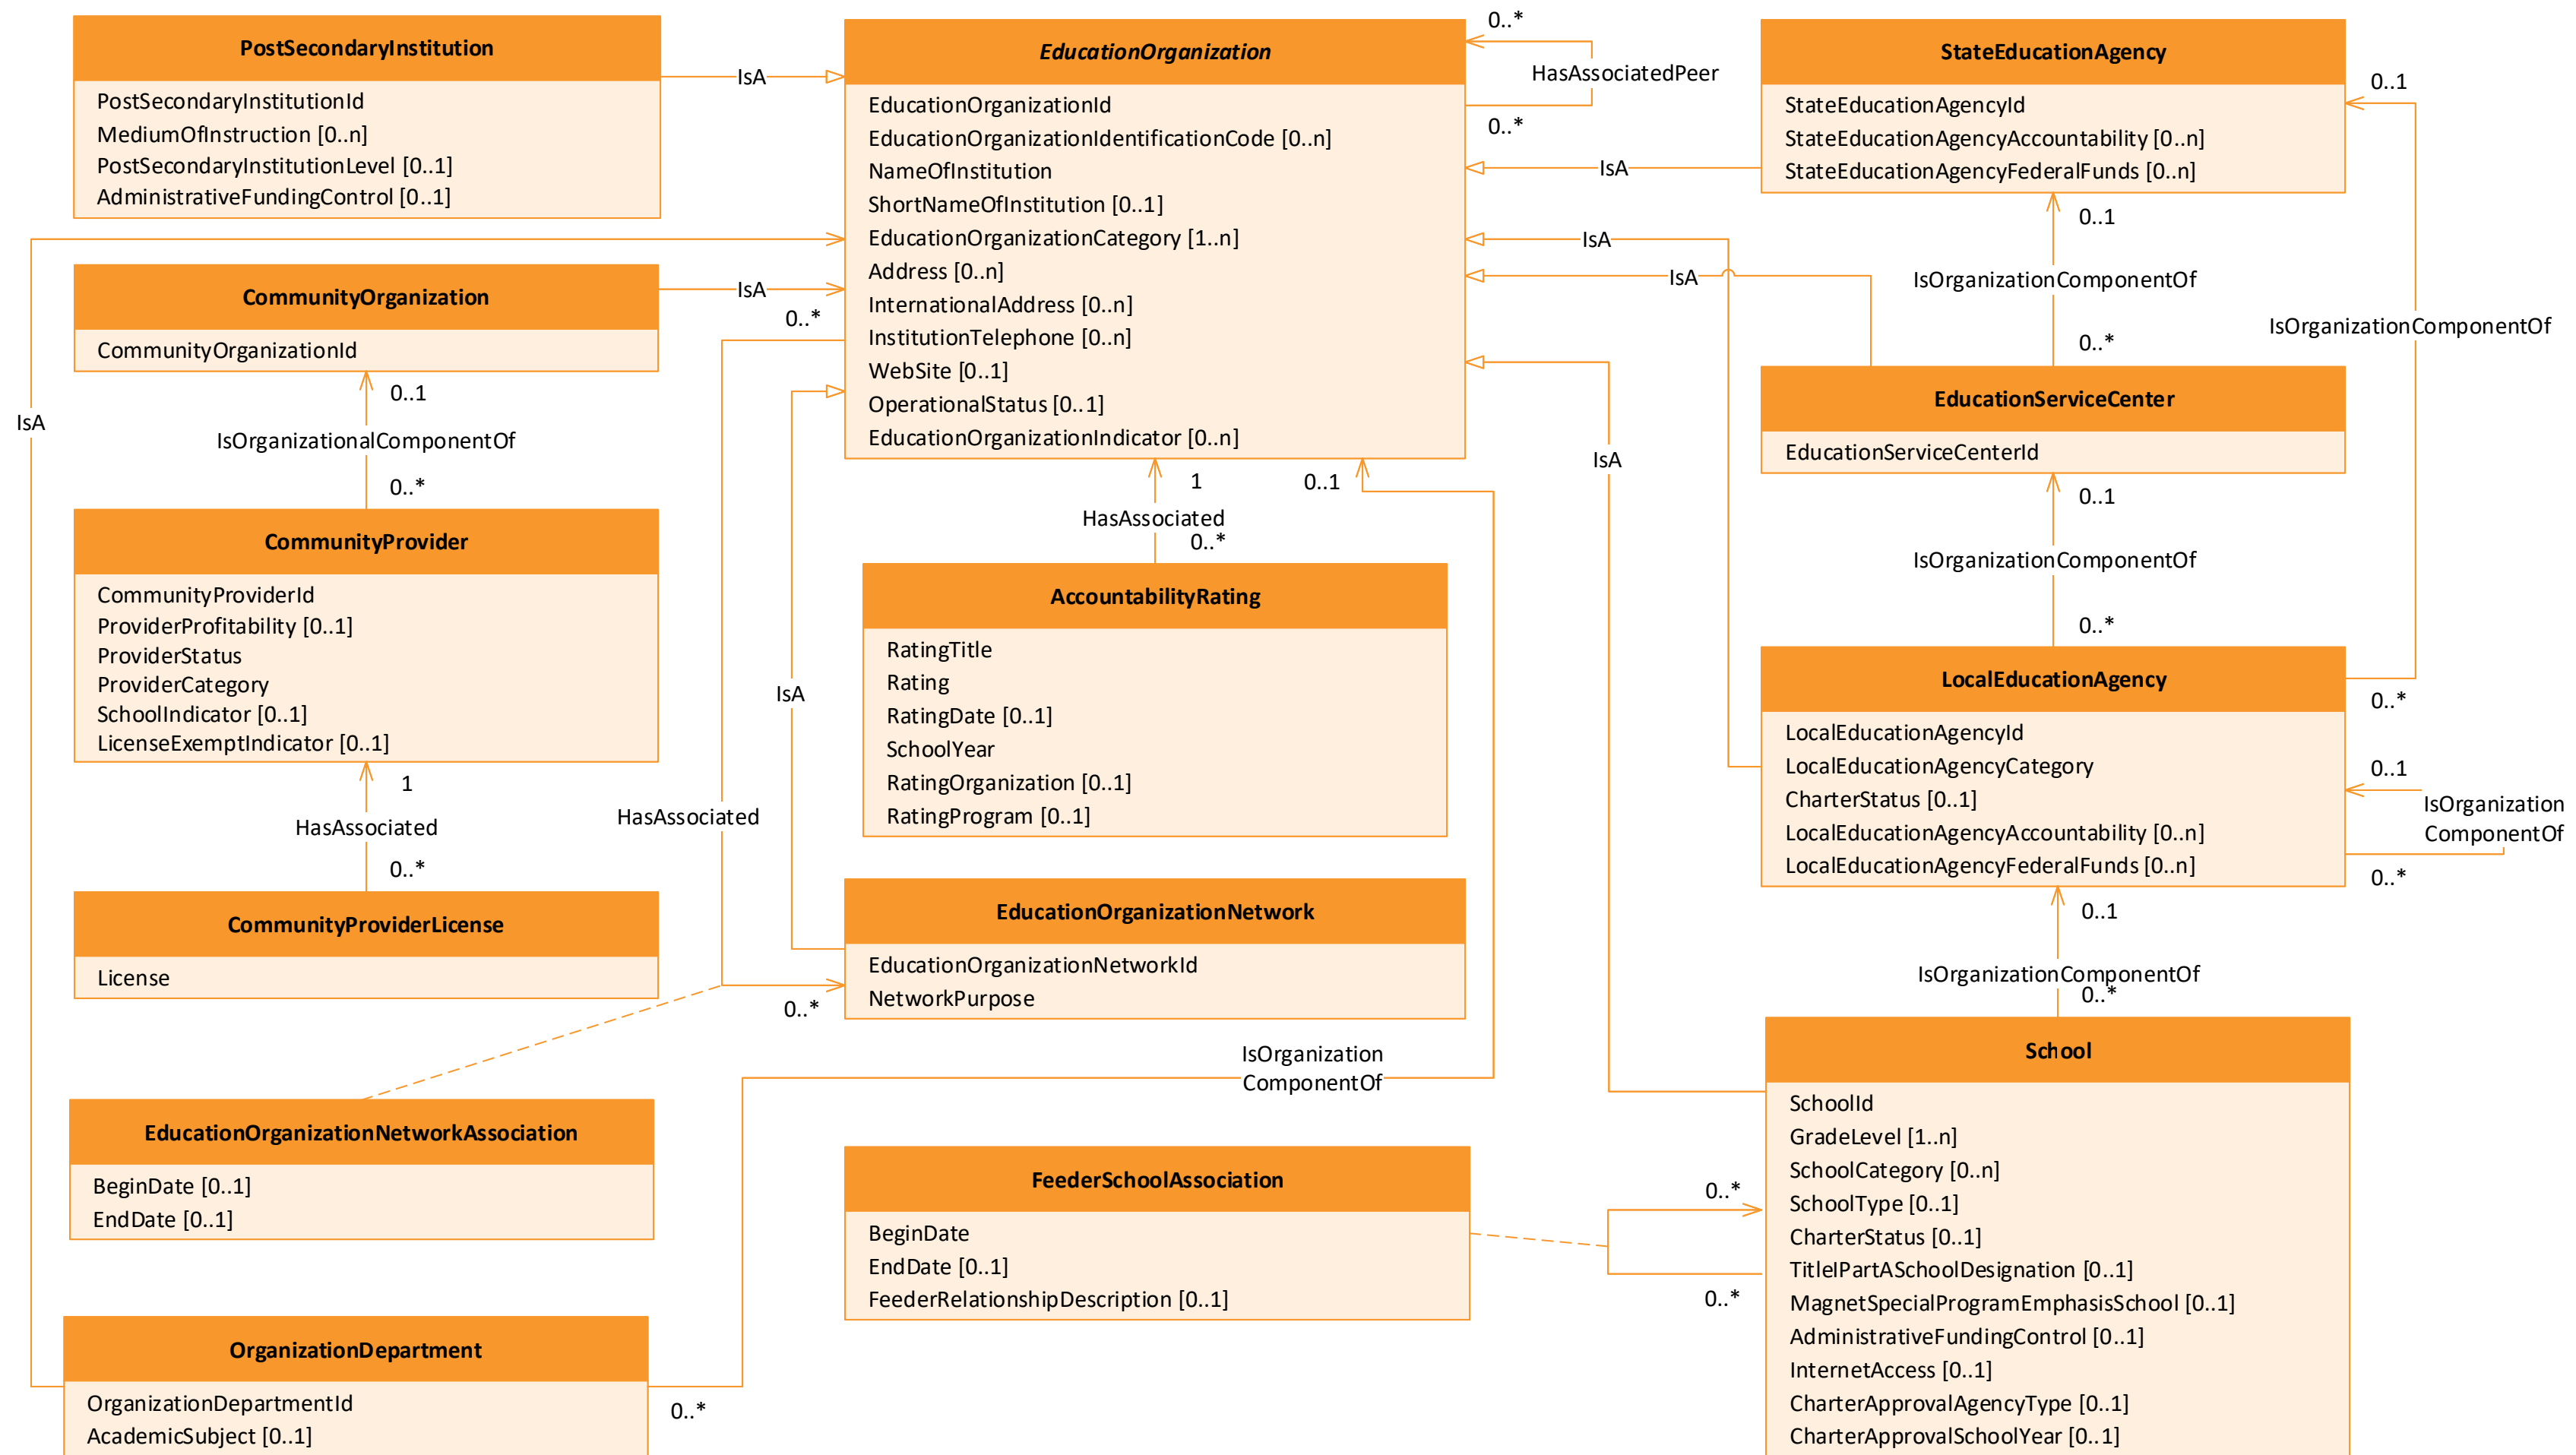 PostSecondaryInstitution
PostSecondaryInstitutionId
MediumOfInstruction [0..n]
PostSecondaryInstitutionLevel [0..1]
AdministrativeFundingControl [0..1]
IsA
EducationOrganization
EducationOrganizationId
EducationOrganizationIdentificationCode [0..n]
NameOfInstitution
ShortNameOfInstitution [0..1]
EducationOrganizationCategory [1..n]
Address [0..n]
InternationalAddress [0..n]
InstitutionTelephone [0..n]
WebSite [0..1]
OperationalStatus [0..1]
EducationOrganizationIndicator [0..n]
0..*
HasAssociatedPeer
0..*
IsA
IsA
IsA
IsA
StateEducationAgency
StateEducationAgencyId
StateEducationAgencyAccountability [0..n]
StateEducationAgencyFederalFunds [0..n]
0..1
0..1
IsOrganizationComponentOf
0..*
IsOrganizationComponentOf
CommunityOrganization
CommunityOrganizationId
IsA
0..*
IsA
0..1
IsOrganizationalComponentOf
0..*
EducationServiceCenter
EducationServiceCenterId
0..1
IsOrganizationComponentOf
0..*
1
HasAssociated
0..*
0..1
CommunityProvider
CommunityProviderId
ProviderProfitability [0..1]
ProviderStatus
ProviderCategory
SchoolIndicator [0..1]
LicenseExemptIndicator [0..1]
1
HasAssociated
0..*
IsA
HasAssociated
AccountabilityRating
RatingTitle
Rating
RatingDate [0..1]
SchoolYear
RatingOrganization [0..1]
RatingProgram [0..1]
LocalEducationAgency
LocalEducationAgencyId
LocalEducationAgencyCategory
CharterStatus [0..1]
LocalEducationAgencyAccountability [0..n]
LocalEducationAgencyFederalFunds [0..n]
0..*
0..1
IsOrganization
ComponentOf
0..*
0..1
IsOrganizationComponentOf
0..*
CommunityProviderLicense
License
EducationOrganizationNetwork
EducationOrganizationNetworkId
NetworkPurpose
0..*
IsOrganization
ComponentOf
EducationOrganizationNetworkAssociation
BeginDate [0..1]
EndDate [0..1]
FeederSchoolAssociation
BeginDate
EndDate [0..1]
FeederRelationshipDescription [0..1]
0..*
0..*
School
SchoolId
GradeLevel [1..n]
SchoolCategory [0..n]
SchoolType [0..1]
CharterStatus [0..1]
TitleIPartASchoolDesignation [0..1]
MagnetSpecialProgramEmphasisSchool [0..1]
AdministrativeFundingControl [0..1]
InternetAccess [0..1]
CharterApprovalAgencyType [0..1]
CharterApprovalSchoolYear [0..1]
OrganizationDepartment
OrganizationDepartmentId
AcademicSubject [0..1]
0..*